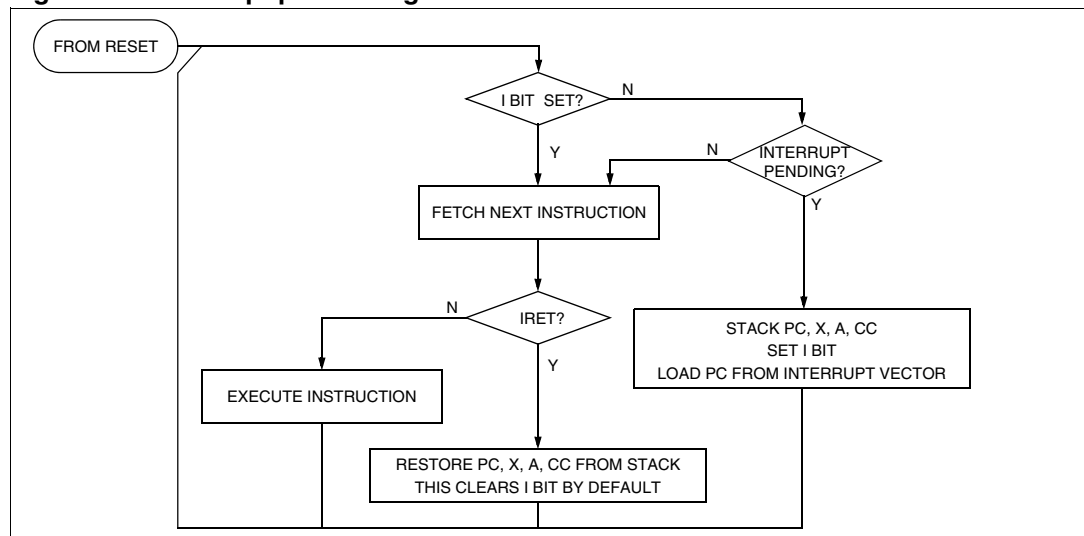 FROM RESET
I BIT SET?
N
Y
INTERRUPT
PENDING?
N
Y
FETCH NEXT INSTRUCTION
IRET?
N
Y
STACK PC, X, A, CC
SET I BIT
LOAD PC FROM INTERRUPT VECTOR
EXECUTE INSTRUCTION
RESTORE PC, X, A, CC FROM STACK
THIS CLEARS I BIT BY DEFAULT